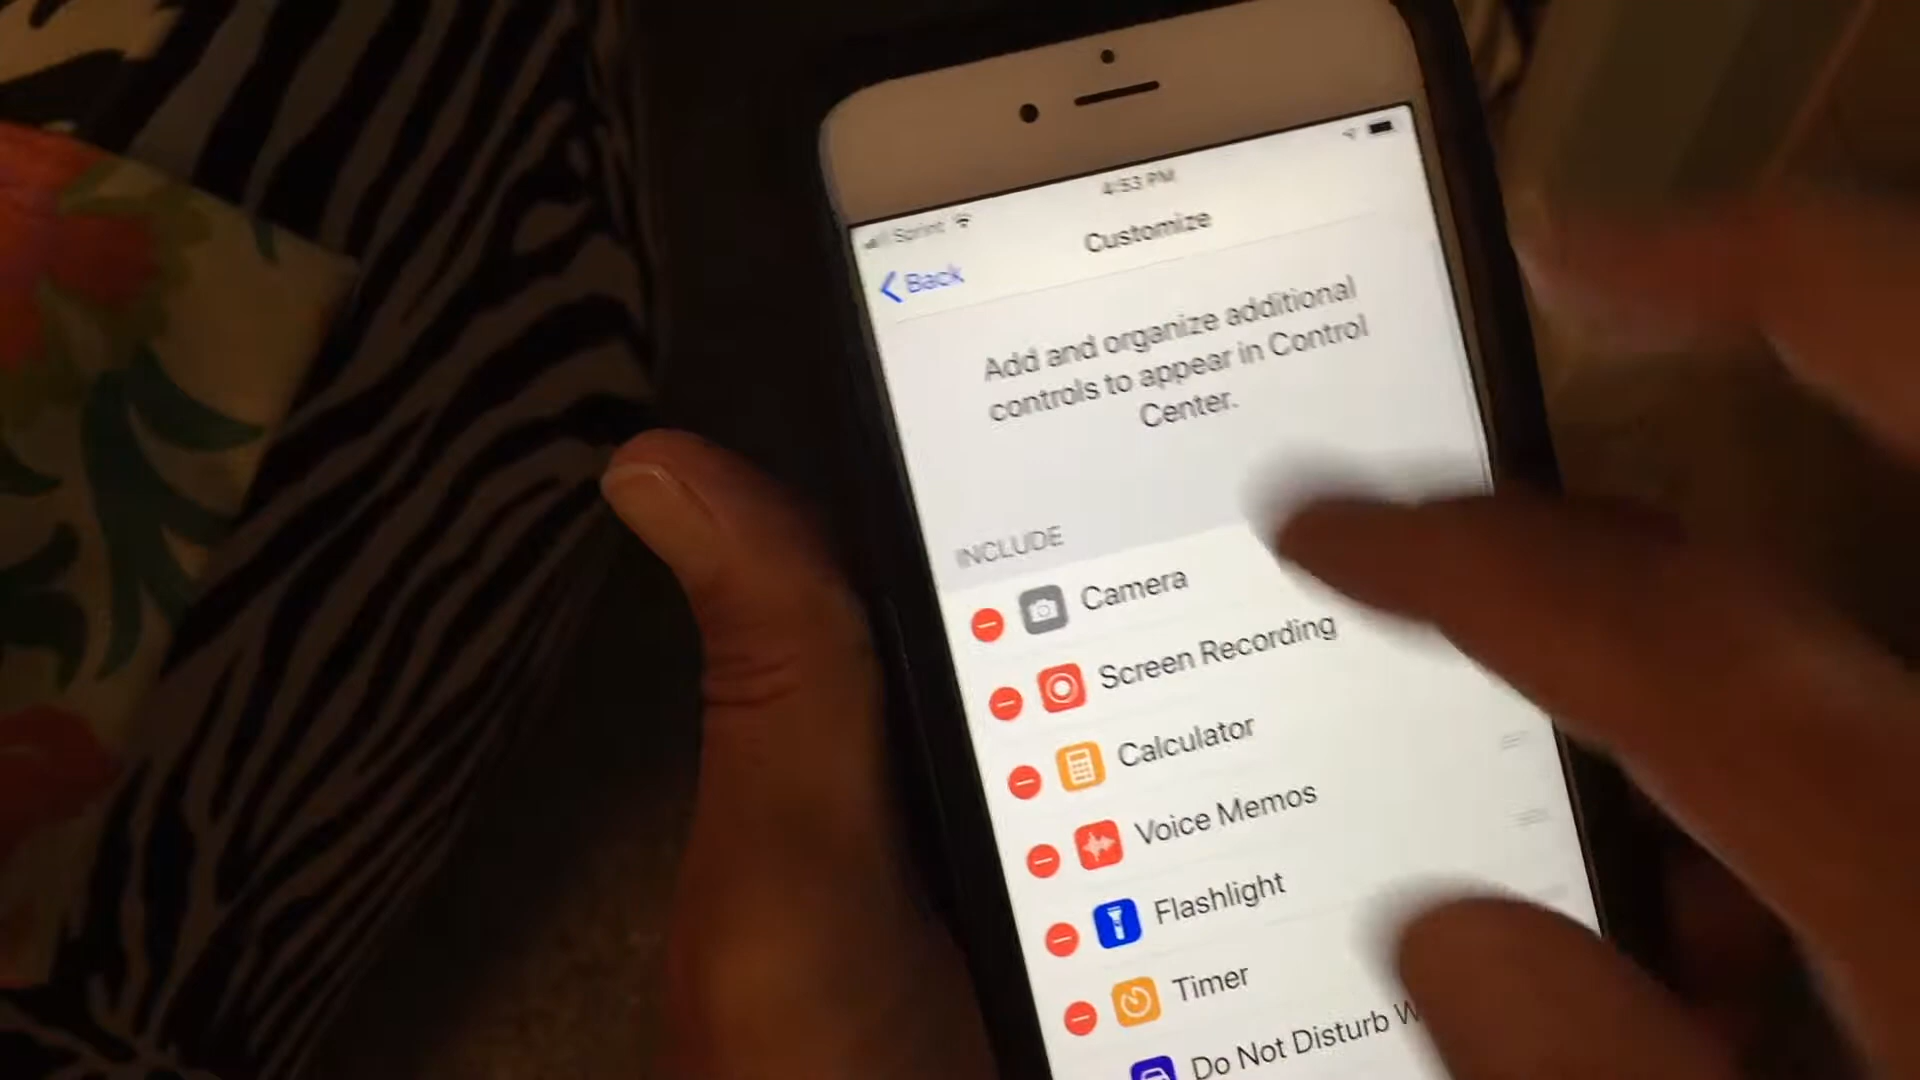 4:53 PM
Sprint
Customize
Back
Add and organize additional
controls to appear in Control
Center.
INCLUDE
Camera
Screen Recording
Calculator
Voice Memos
Flashlight
Timer
Do Not Disturb W